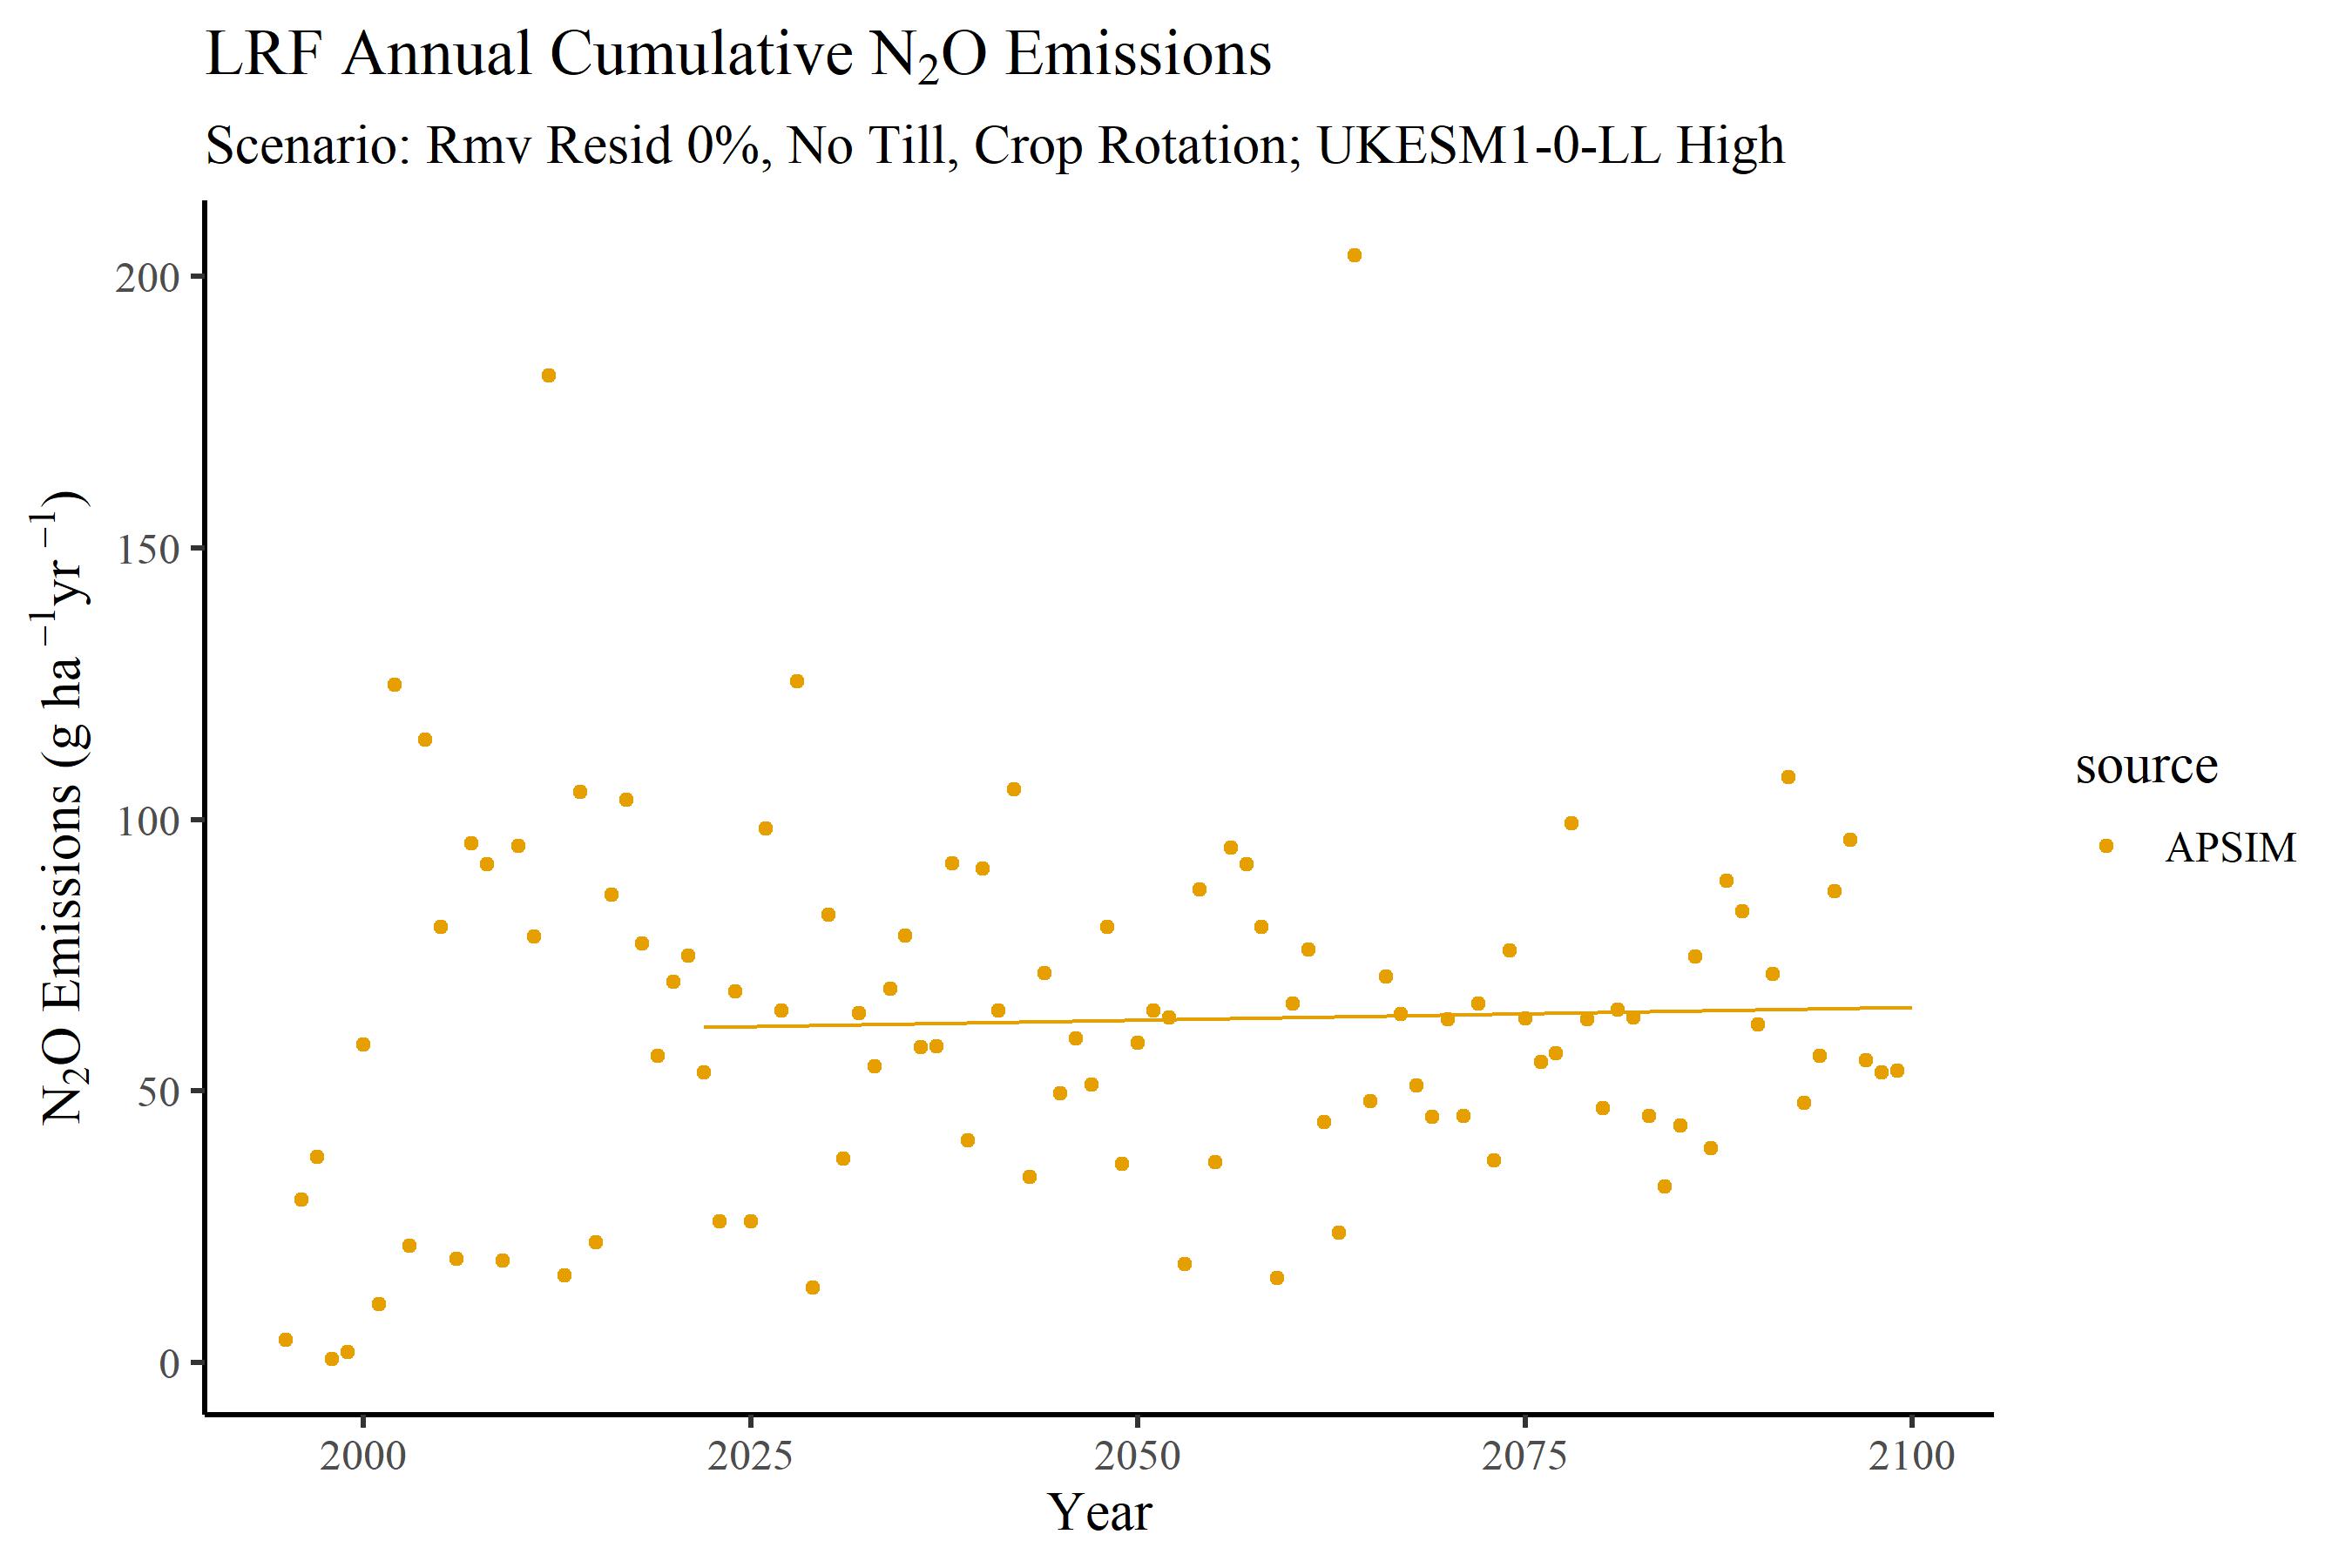 LRF Annual Cumulative N₂O Emissions
Scenario: Rmv Resid 0%, No Till, Crop Rotation; UKESM1-0-LL High
N₂O Emissions (g ha⁻¹yr⁻¹)
200
150
100
50
0
2000 2025 2050 2075 2100
Year
source
APSIM